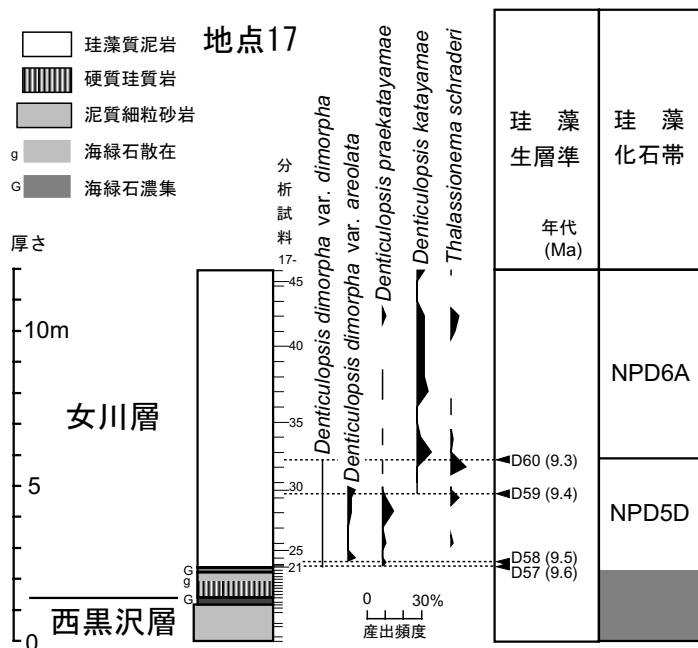 地点17
珪藻質泥岩
硬質珪質岩
泥質細粒砂岩
g 海緑石散在
G 海緑石濃集
厚さ
10m
5
0
女川層
西黒沢層
G
g
G
分析試料
17-
45
40
35
30
25
21
Denticulopsis dimorpha var. dimorpha
Denticulopsis dimorpha var. areolata
Denticulopsis praekatayamae
Denticulopsis katayamae
Thalassionema schraderi
0 30%
産出頻度
珪藻
生層準
年代
(Ma)
D60 (9.3)
D59 (9.4)
D58 (9.5)
D57 (9.6)
珪藻
化石帯
NPD6A
NPD5D